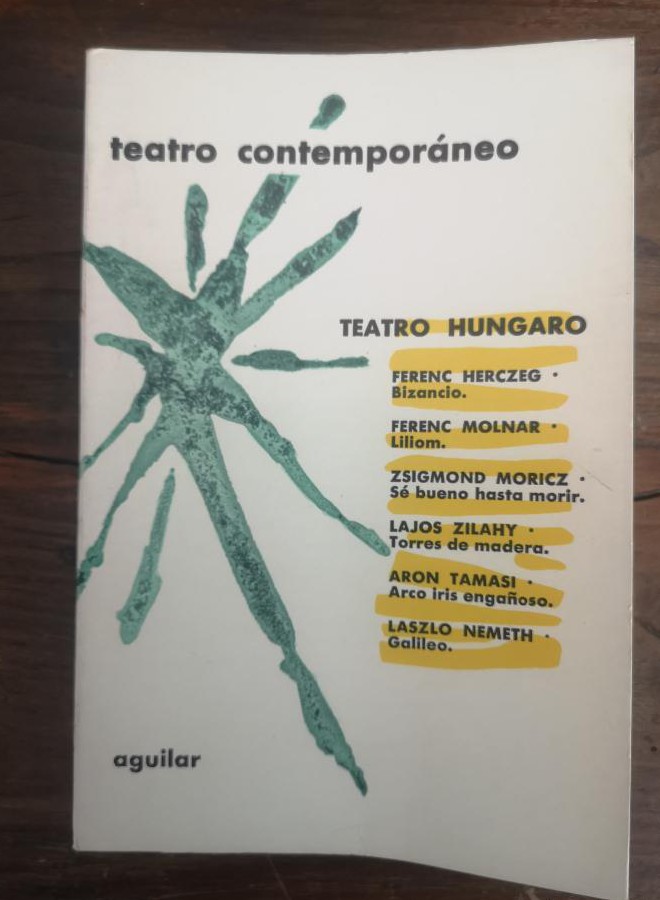 teatro contemporáneo
TEATRO HUNGARO
FERENC HERCZEG ·
Bizancio.
FERENC MOLNAR ·
Liliom.
ZSIGMOND MORICZ ·
Sé bueno hasta morir.
LAJOS ZILAHY ·
Torres de madera.
ARON TAMASI ·
Arco iris engañoso.
LASZLO NEMETH ·
Galileo.
aguilar